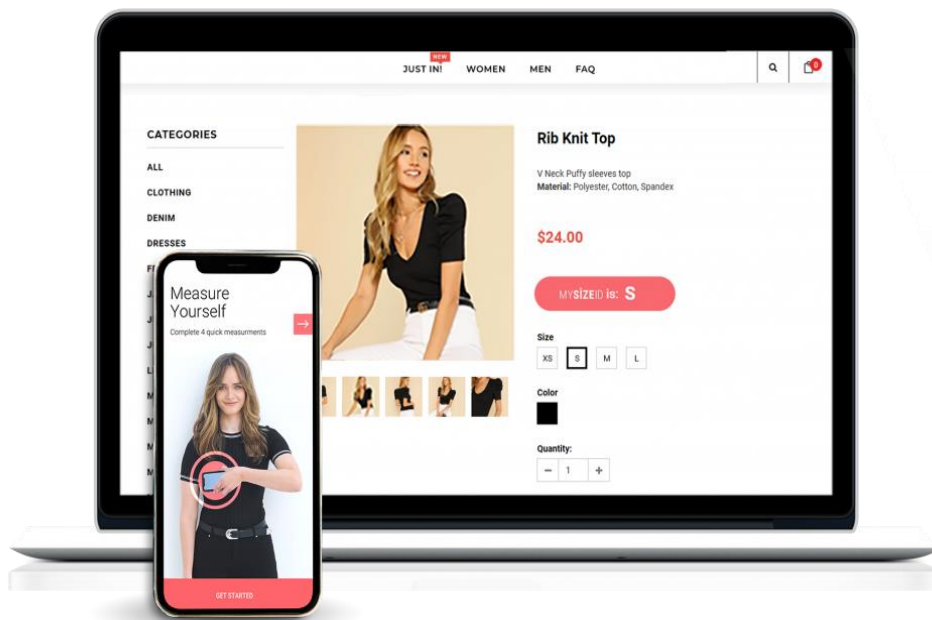 NEW
JUST IN! WOMEN MEN FAQ
0
CATEGORIES
ALL
CLOTHING
DENIM
DRESSES
Rib Knit Top
V Neck Puffy sleeves top
Material: Polyester, Cotton, Spandex
$24.00
MYSİZEID is: S
Size
XS S M L
Color
Quantity:
− 1 +
Measure
Yourself
Complete 4 quick measurments
GET STARTED